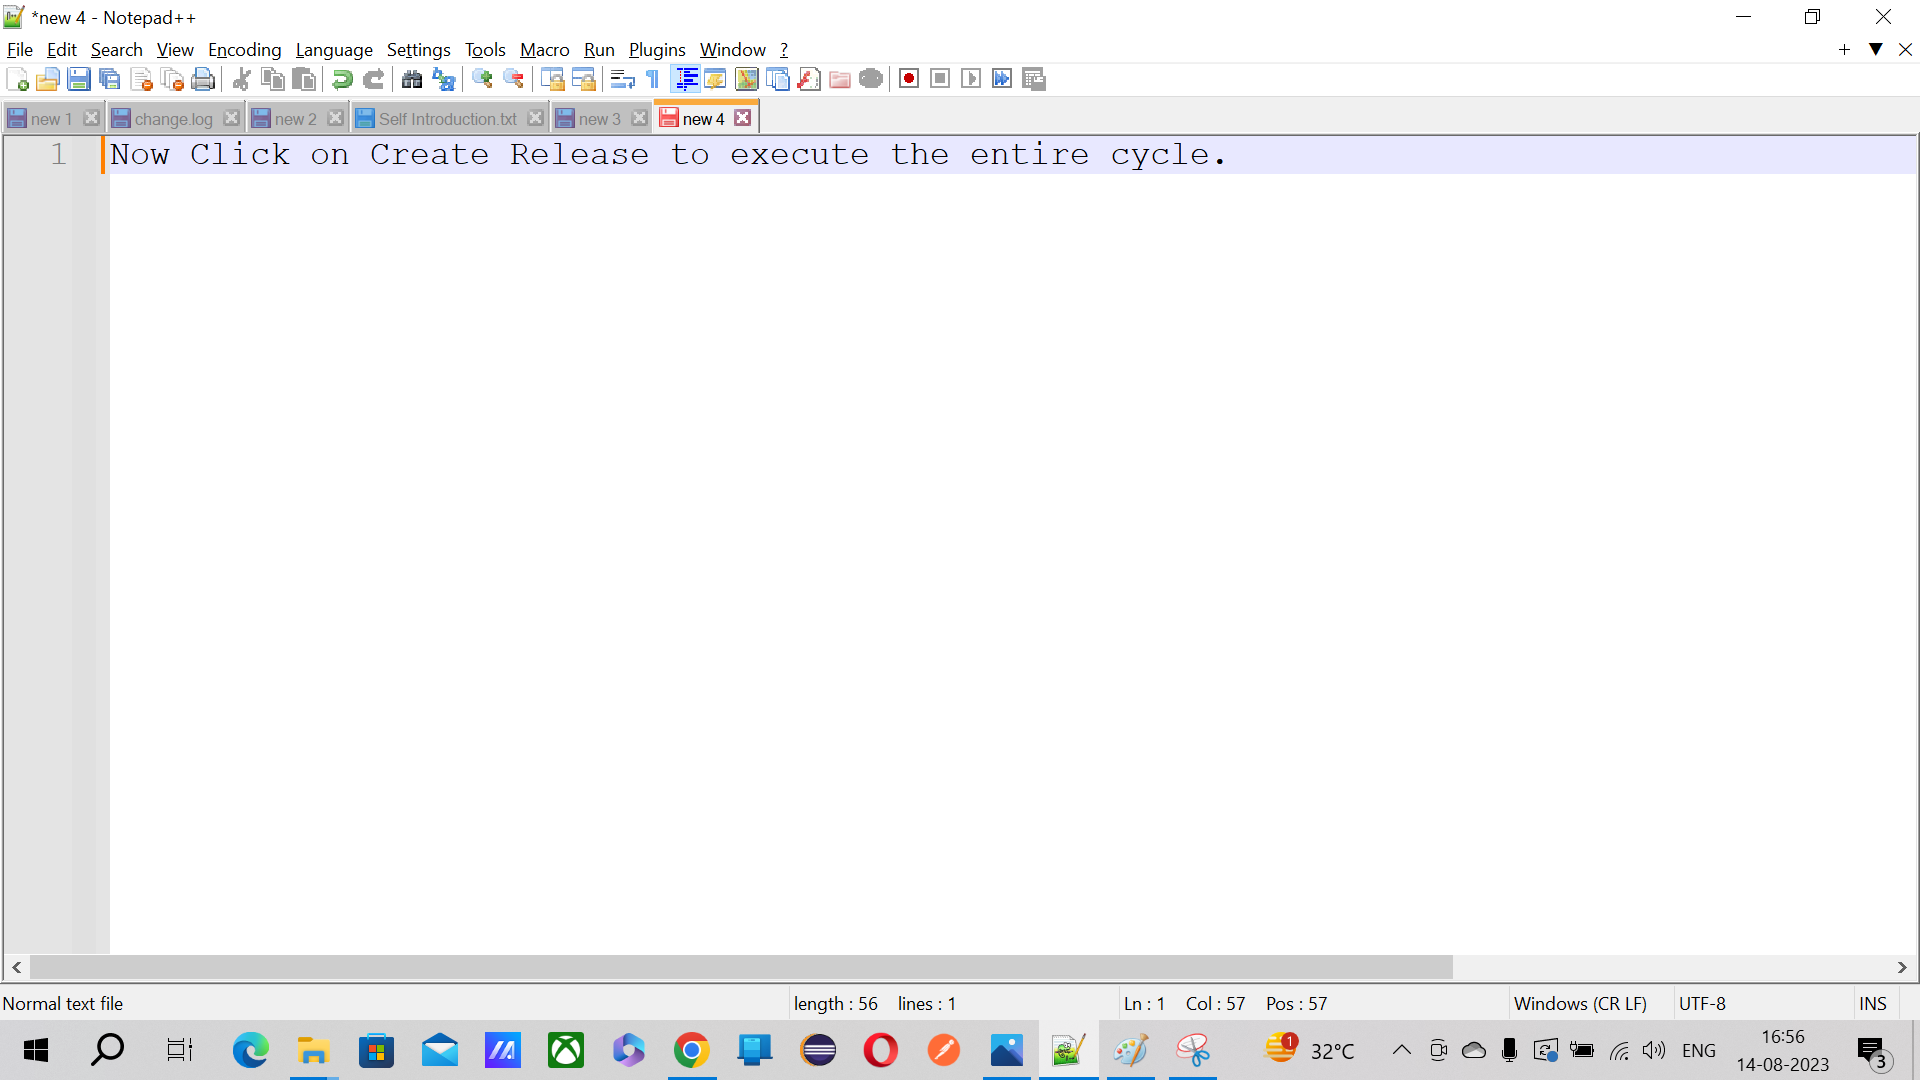 *new 4 - Notepad++
File Edit Search View Encoding Language Settings Tools Macro Run Plugins Window ?
new 1 change.log new 2 Self Introduction.txt new 3 new 4
1 Now Click on Create Release to execute the entire cycle.
Normal text file length : 56 lines : 1 Ln : 1 Col : 57 Pos : 57 Windows (CR LF) UTF-8 INS
1 32°C ENG 16:56
14-08-2023 3